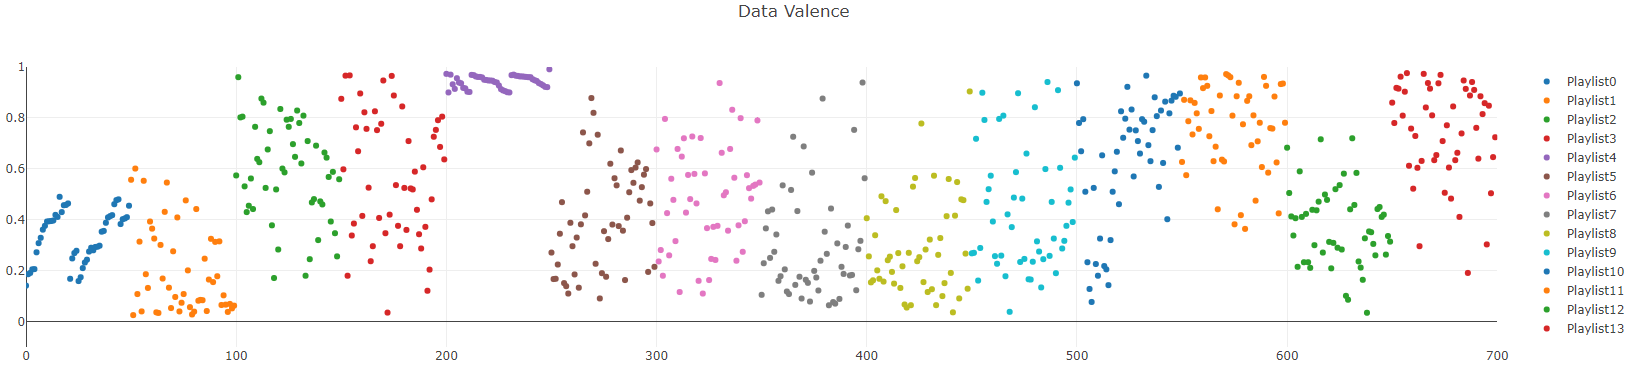 Data Valence
1
0.8
0.6
0.4
0.2
0
0 100 200 300 400 500 600 700
Playlist0
Playlist1
Playlist2
Playlist3
Playlist4
Playlist5
Playlist6
Playlist7
Playlist8
Playlist9
Playlist10
Playlist11
Playlist12
Playlist13